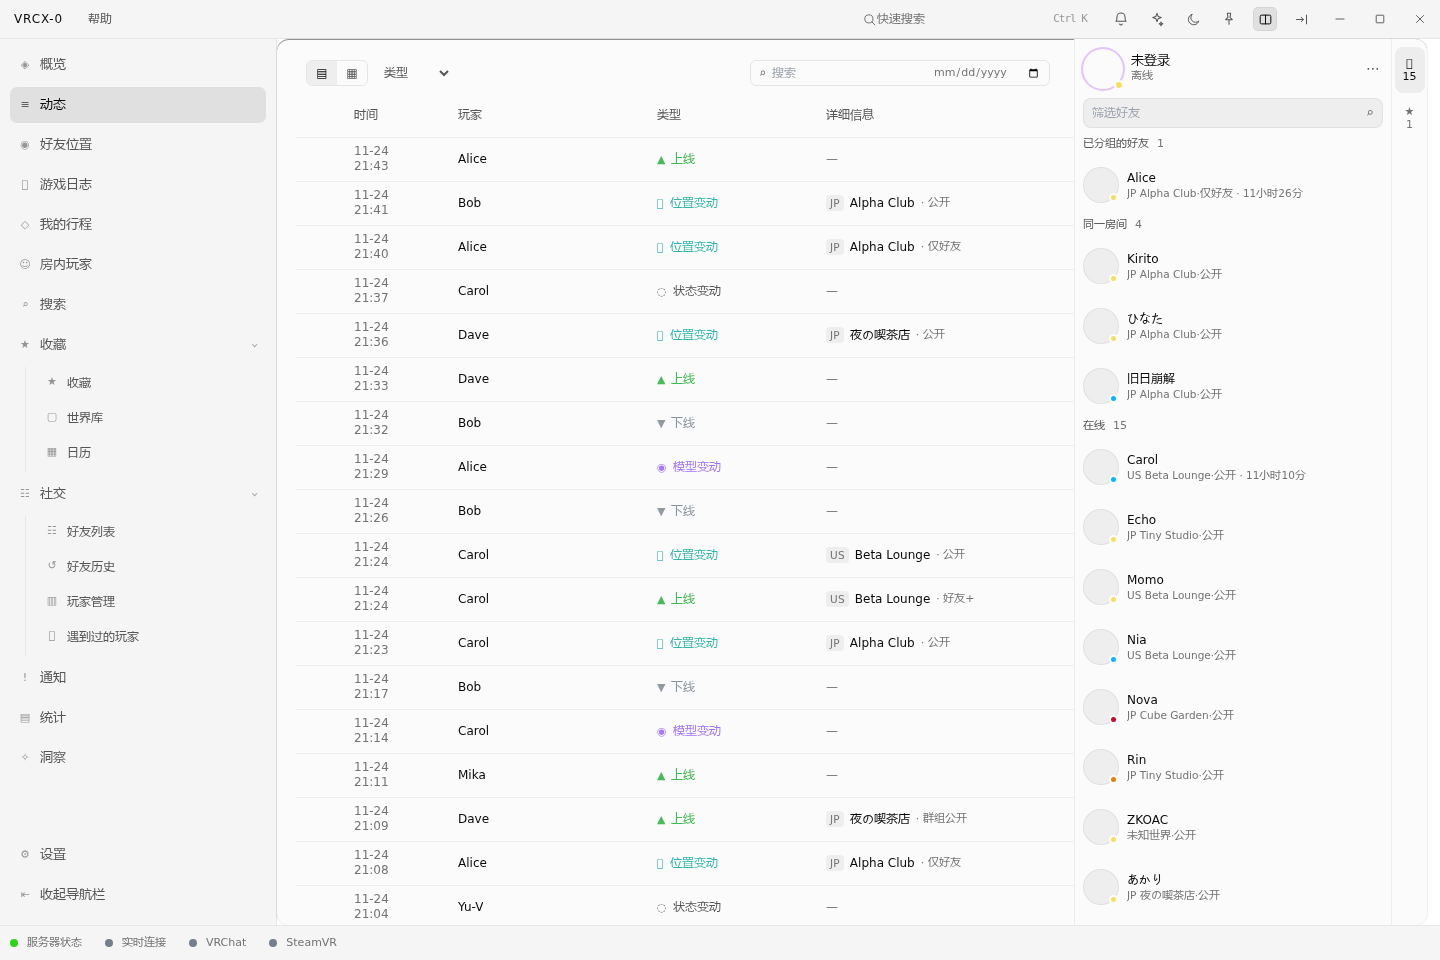 VRCX-0
帮助
快速搜索
Ctrl K
概览
动态
好友位置
游戏日志
我的行程
房内玩家
搜索
收藏
收藏
世界库
日历
社交
好友列表
好友历史
玩家管理
遇到过的玩家
通知
统计
洞察
设置
收起导航栏
类型
搜索
mm/dd/yyyy
时间 玩家 类型 详细信息
11-24 21:43 Alice 上线 —
11-24 21:41 Bob 位置变动 JP Alpha Club · 公开
11-24 21:40 Alice 位置变动 JP Alpha Club · 仅好友
11-24 21:37 Carol 状态变动 —
11-24 21:36 Dave 位置变动 JP 夜の喫茶店 · 公开
11-24 21:33 Dave 上线 —
11-24 21:32 Bob 下线 —
11-24 21:29 Alice 模型变动 —
11-24 21:26 Bob 下线 —
11-24 21:24 Carol 位置变动 US Beta Lounge · 公开
11-24 21:24 Carol 上线 US Beta Lounge · 好友+
11-24 21:23 Carol 位置变动 JP Alpha Club · 公开
11-24 21:17 Bob 下线 —
11-24 21:14 Carol 模型变动 —
11-24 21:11 Mika 上线 —
11-24 21:09 Dave 上线 JP 夜の喫茶店 · 群组公开
11-24 21:08 Alice 位置变动 JP Alpha Club · 仅好友
11-24 21:04 Yu-V 状态变动 —
未登录
离线
筛选好友
已分组的好友 1
Alice
JP Alpha Club·仅好友 · 11小时26分
同一房间 4
Kirito
JP Alpha Club·公开
ひなた
JP Alpha Club·公开
旧日崩解
JP Alpha Club·公开
在线 15
Carol
US Beta Lounge·公开 · 11小时10分
Echo
JP Tiny Studio·公开
Momo
US Beta Lounge·公开
Nia
US Beta Lounge·公开
Nova
JP Cube Garden·公开
Rin
JP Tiny Studio·公开
ZKOAC
未知世界·公开
あかり
JP 夜の喫茶店·公开
15
1
服务器状态
实时连接
VRChat
SteamVR